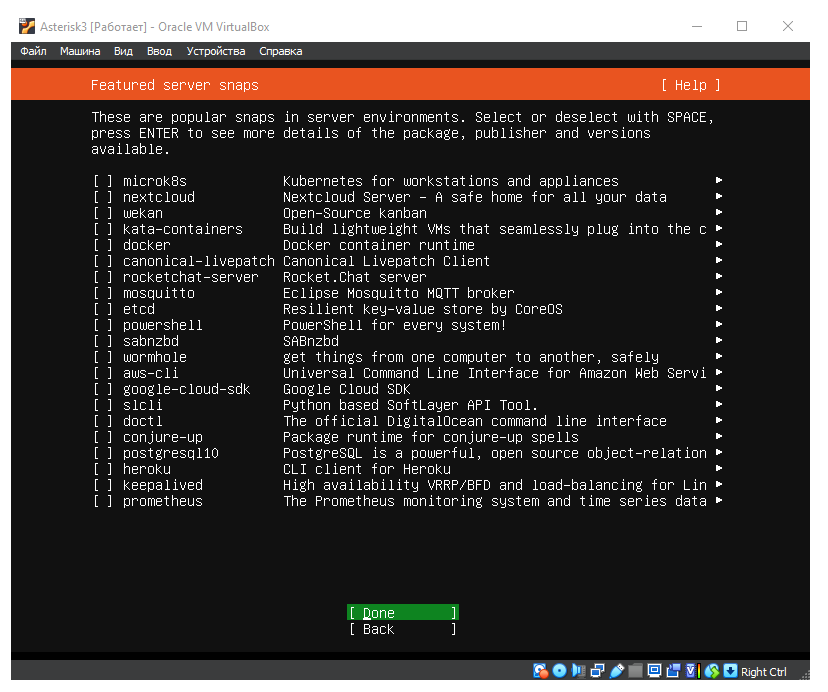 Asterisk3 [Работает] - Oracle VM VirtualBox
Файл Машина Вид Ввод Устройства Справка
Featured server snaps [ Help ]
These are popular snaps in server environments. Select or deselect with SPACE,
press ENTER to see more details of the package, publisher and versions
available.
[ ] microk8s Kubernetes for workstations and appliances ►
[ ] nextcloud Nextcloud Server - A safe home for all your data ►
[ ] wekan Open-Source kanban ►
[ ] kata-containers Build lightweight VMs that seamlessly plug into the c ►
[ ] docker Docker container runtime ►
[ ] canonical-livepatch Canonical Livepatch Client ►
[ ] rocketchat-server Rocket.Chat server ►
[ ] mosquitto Eclipse Mosquitto MQTT broker ►
[ ] etcd Resilient key-value store by CoreOS ►
[ ] powershell PowerShell for every system! ►
[ ] sabnzbd SABnzbd ►
[ ] wormhole get things from one computer to another, safely ►
[ ] aws-cli Universal Command Line Interface for Amazon Web Servi ►
[ ] google-cloud-sdk Google Cloud SDK ►
[ ] slcli Python based SoftLayer API Tool. ►
[ ] doctl The official DigitalOcean command line interface ►
[ ] conjure-up Package runtime for conjure-up spells ►
[ ] postgresql10 PostgreSQL is a powerful, open source object-relation ►
[ ] heroku CLI client for Heroku ►
[ ] keepalived High availability VRRP/BFD and load-balancing for Lin ►
[ ] prometheus The Prometheus monitoring system and time series data ►
[ Done ]
[ Back ]
Right Ctrl